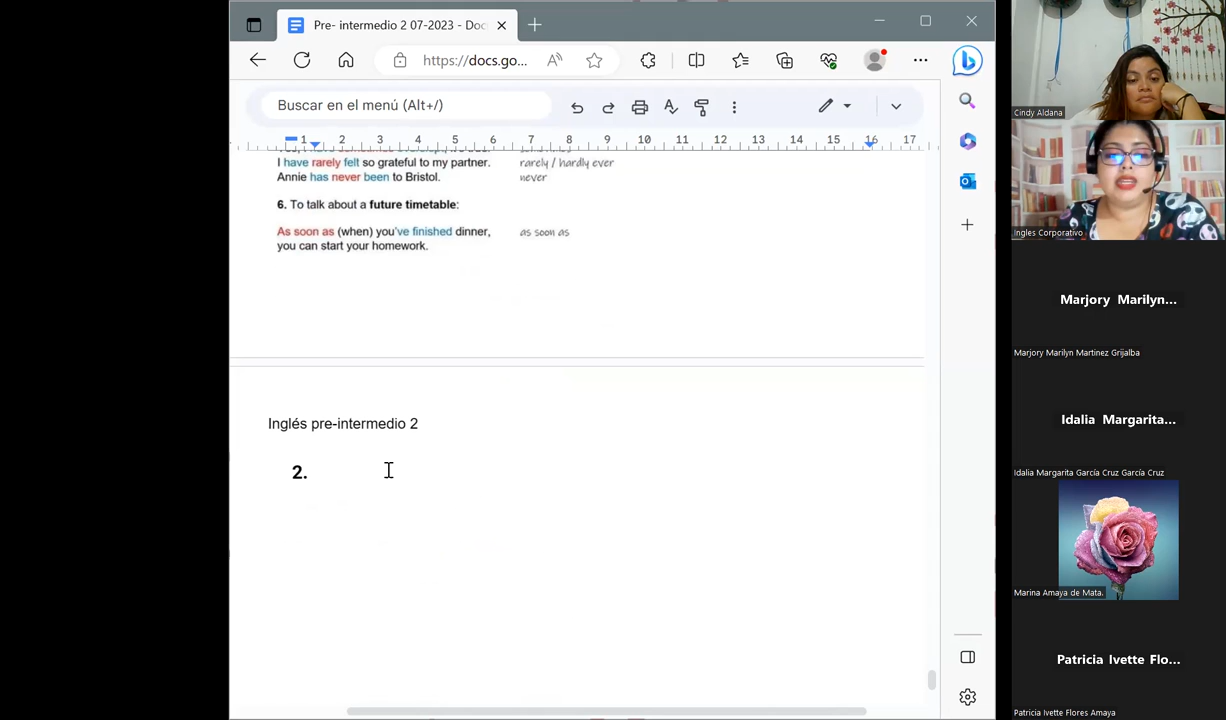 Pre- intermedio 2 07-2023 - Doc
https://docs.go...
Buscar en el menú (Alt+/)
1 2 3 4 5 6 7 8 9 10 11 12 13 14 15 16 17
I have rarely felt so grateful to my partner. rarely / hardly ever
Annie has never been to Bristol. never
6. To talk about a future timetable:
As soon as (when) you've finished dinner, as soon as
you can start your homework.
Inglés pre-intermedio 2
2.
Cindy Aldana
Ingles Corporativo
Marjory Marilyn...
Marjory Marilyn Martinez Grijalba
Idalia Margarita...
Idalia Margarita García Cruz García Cruz
Marina Amaya de Mata.
Patricia Ivette Flo...
Patricia Ivette Flores Amaya